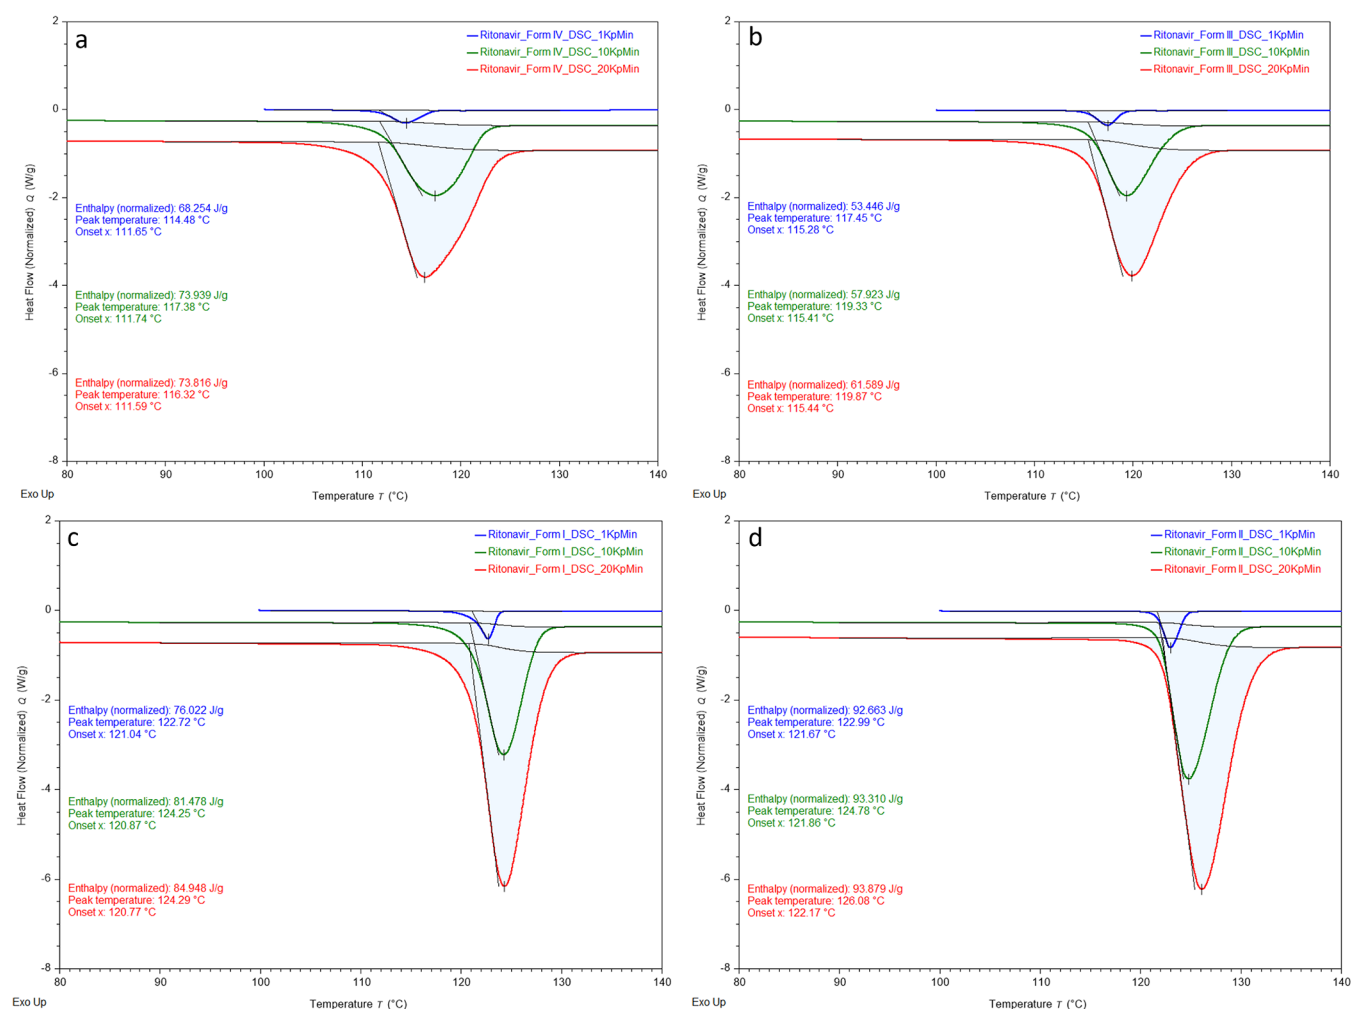 a
Ritonavir_Form IV_DSC_1KpMin
Ritonavir_Form IV_DSC_10KpMin
Ritonavir_Form IV_DSC_20KpMin
2
0
-2
-4
-6
-8
Heat Flow (Normalized) Q (W/g)
Enthalpy (normalized): 68.254 J/g
Peak temperature: 114.48 °C
Onset x: 111.65 °C
Enthalpy (normalized): 73.939 J/g
Peak temperature: 117.38 °C
Onset x: 111.74 °C
Enthalpy (normalized): 73.816 J/g
Peak temperature: 116.32 °C
Onset x: 111.59 °C
80 90 100 110 120 130 140
Exo Up
Temperature T (°C)
b
Ritonavir_Form III_DSC_1KpMin
Ritonavir_Form III_DSC_10KpMin
Ritonavir_Form III_DSC_20KpMin
2
0
-2
-4
-6
-8
Heat Flow (Normalized) Q (W/g)
Enthalpy (normalized): 53.446 J/g
Peak temperature: 117.45 °C
Onset x: 115.28 °C
Enthalpy (normalized): 57.923 J/g
Peak temperature: 119.33 °C
Onset x: 115.41 °C
Enthalpy (normalized): 61.589 J/g
Peak temperature: 119.87 °C
Onset x: 115.44 °C
80 90 100 110 120 130 140
Exo Up
Temperature T (°C)
c
Ritonavir_Form I_DSC_1KpMin
Ritonavir_Form I_DSC_10KpMin
Ritonavir_Form I_DSC_20KpMin
2
0
-2
-4
-6
-8
Heat Flow (Normalized) Q (W/g)
Enthalpy (normalized): 76.022 J/g
Peak temperature: 122.72 °C
Onset x: 121.04 °C
Enthalpy (normalized): 81.478 J/g
Peak temperature: 124.25 °C
Onset x: 120.87 °C
Enthalpy (normalized): 84.948 J/g
Peak temperature: 124.29 °C
Onset x: 120.77 °C
80 90 100 110 120 130 140
Exo Up
Temperature T (°C)
d
Ritonavir_Form II_DSC_1KpMin
Ritonavir_Form II_DSC_10KpMin
Ritonavir_Form II_DSC_20KpMin
2
0
-2
-4
-6
-8
Heat Flow (Normalized) Q (W/g)
Enthalpy (normalized): 92.663 J/g
Peak temperature: 122.99 °C
Onset x: 121.67 °C
Enthalpy (normalized): 93.310 J/g
Peak temperature: 124.78 °C
Onset x: 121.86 °C
Enthalpy (normalized): 93.879 J/g
Peak temperature: 126.08 °C
Onset x: 122.17 °C
80 90 100 110 120 130 140
Exo Up
Temperature T (°C)